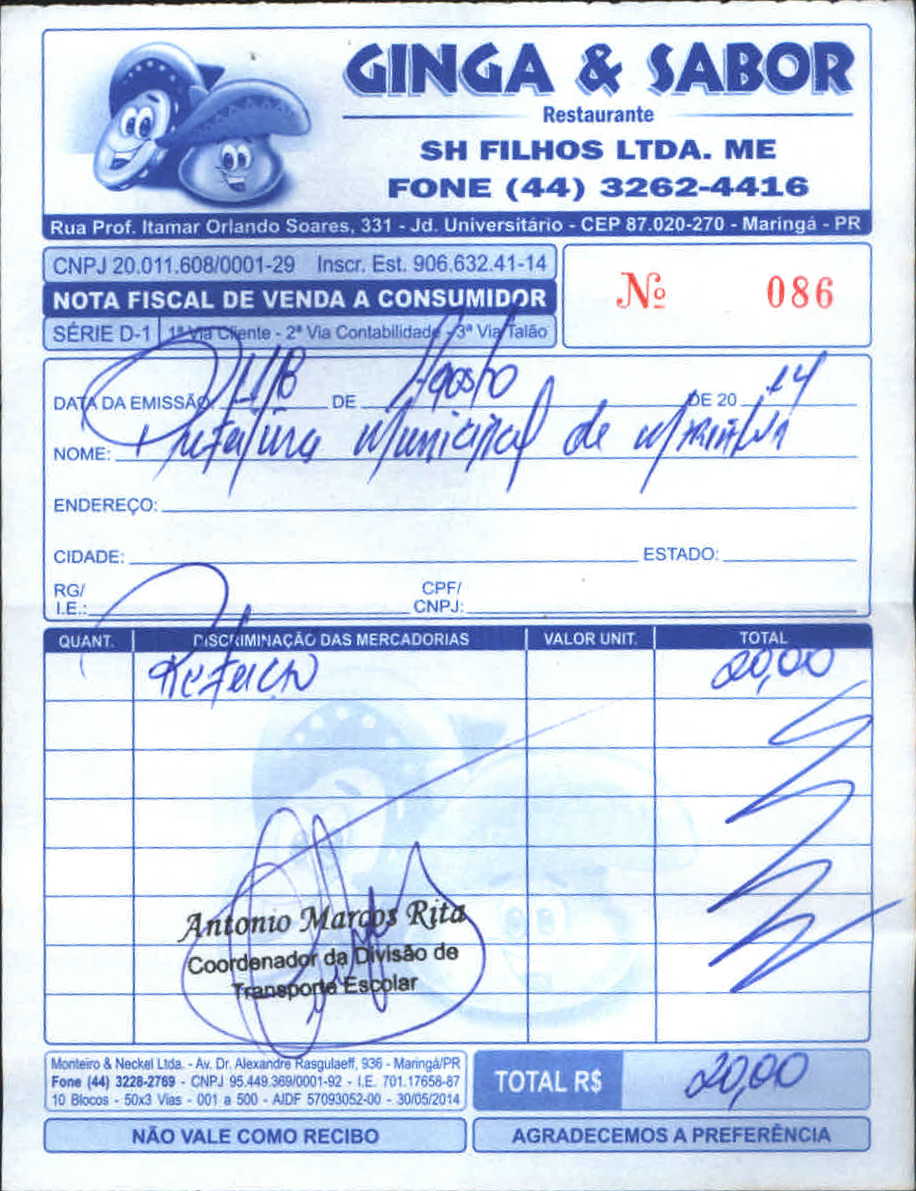 GINGA & SABOR
Restaurante
SH FILHOS LTDA. ME
FONE (44) 3262-4416
Rua Prof. Itamar Orlando Soares, 331 - Jd. Universitário - CEP 87.020-270 - Maringá - PR
CNPJ 20.011.608/0001-29 Inscr. Est. 906.632.41-14
NOTA FISCAL DE VENDA A CONSUMIDOR
SÉRIE D-1 1ª Via Cliente - 2ª Via Contabilidade - 3ª Via Talão
Nº 086
DATA DA EMISSÃO DE Agosto DE 20 14
NOME: Prefeitura Municipal de
ENDEREÇO:
CIDADE: ESTADO:
RG/ I.E.: CPF/ CNPJ:
QUANT. DISCRIMINAÇÃO DAS MERCADORIAS VALOR UNIT. TOTAL
Refeição 20,00
Antonio Marcos Rita
Coordenador da Divisão de
Transporte Escolar
Monteiro & Neckel Ltda. - Av. Dr. Alexandre Rasgulaeff, 936 - Maringá/PR
Fone (44) 3228-2769 - CNPJ 95.449.369/0001-92 - I.E. 701.17658-87
10 Blocos - 50x3 Vias - 001 a 500 - AIDF 57093052-00 - 30/05/2014
TOTAL R$ 20,00
NÃO VALE COMO RECIBO
AGRADECEMOS A PREFERÊNCIA